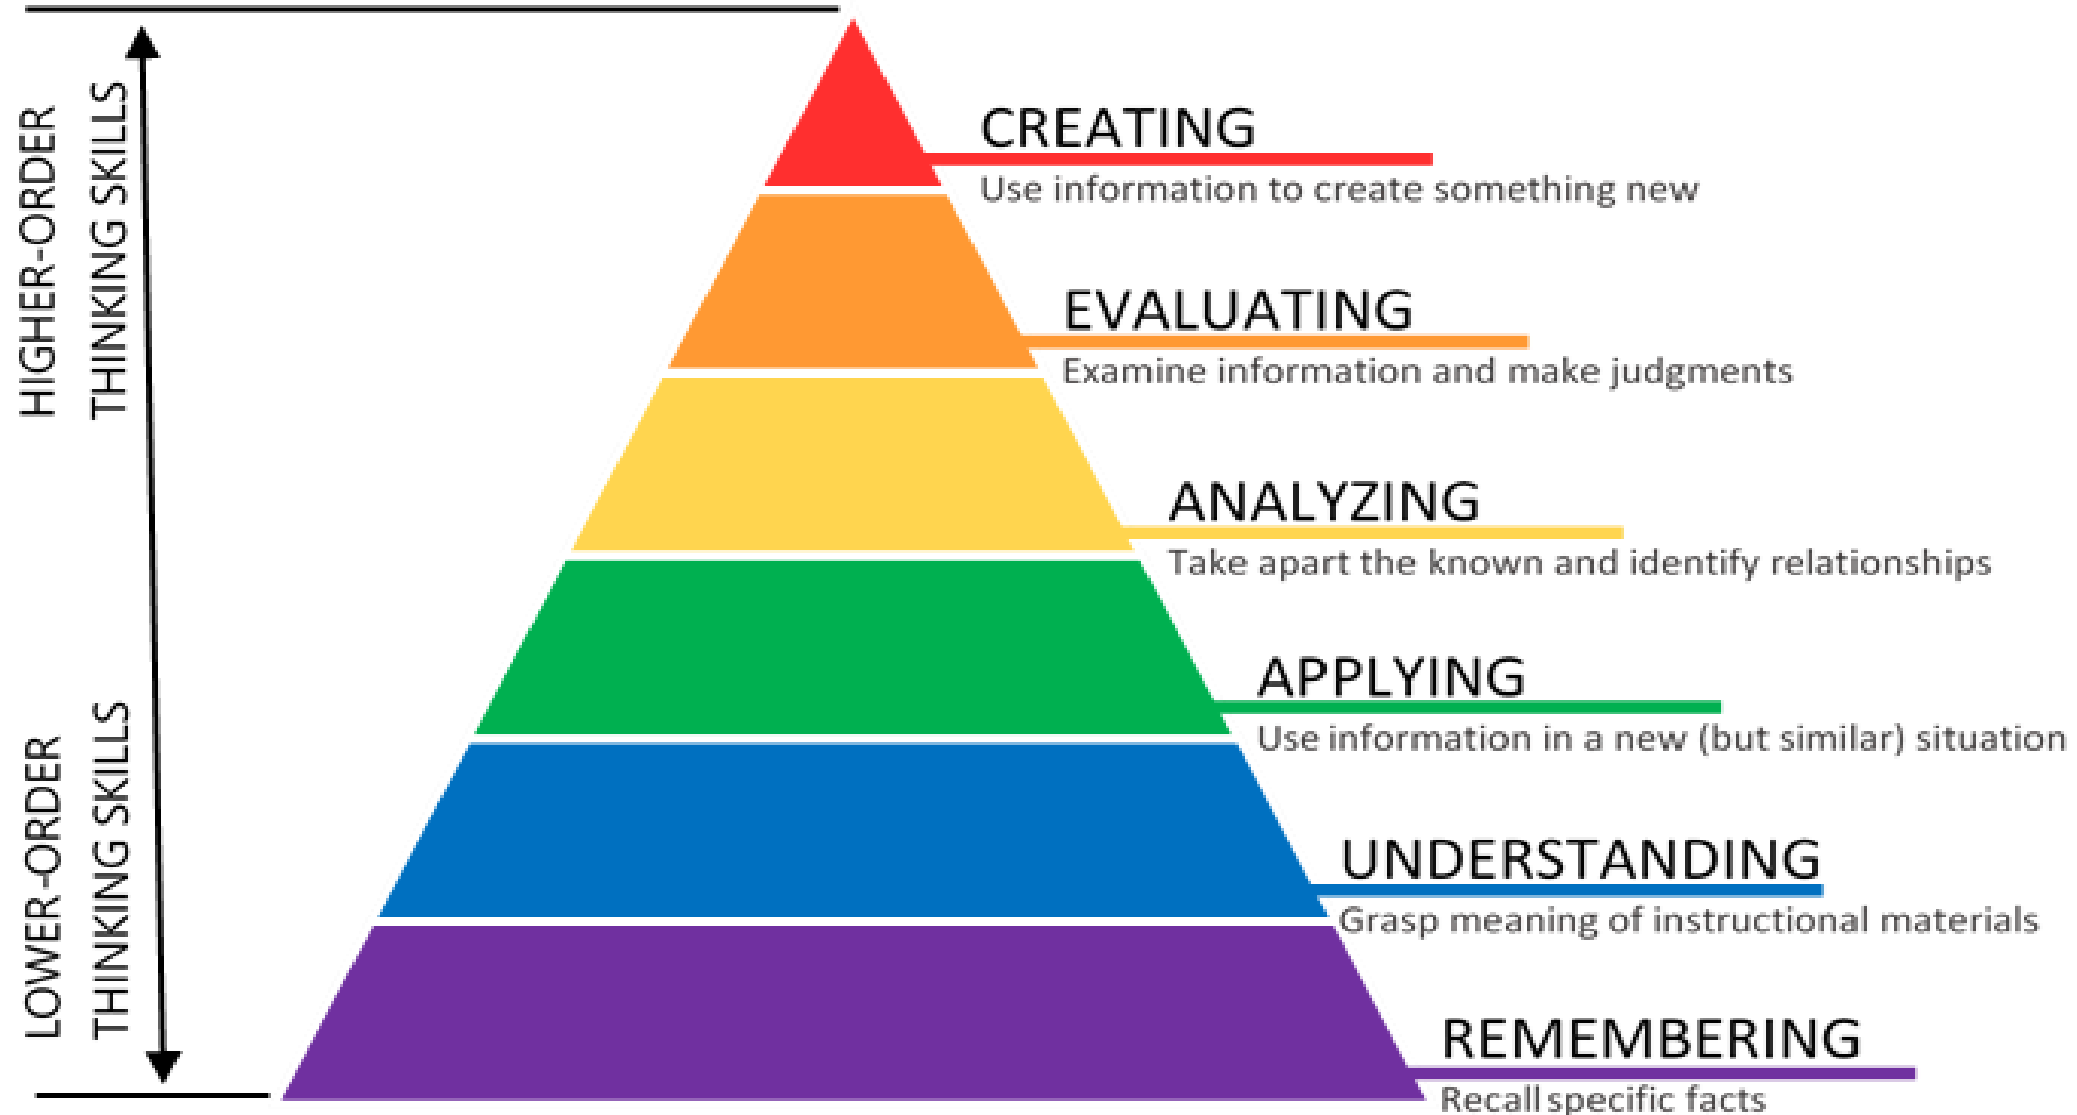 HIGHER-ORDER
THINKING SKILLS
LOWER-ORDER
THINKING SKILLS
CREATING
Use information to create something new
EVALUATING
Examine information and make judgments
ANALYZING
Take apart the known and identify relationships
APPLYING
Use information in a new (but similar) situation
UNDERSTANDING
Grasp meaning of instructional materials
REMEMBERING
Recall specific facts